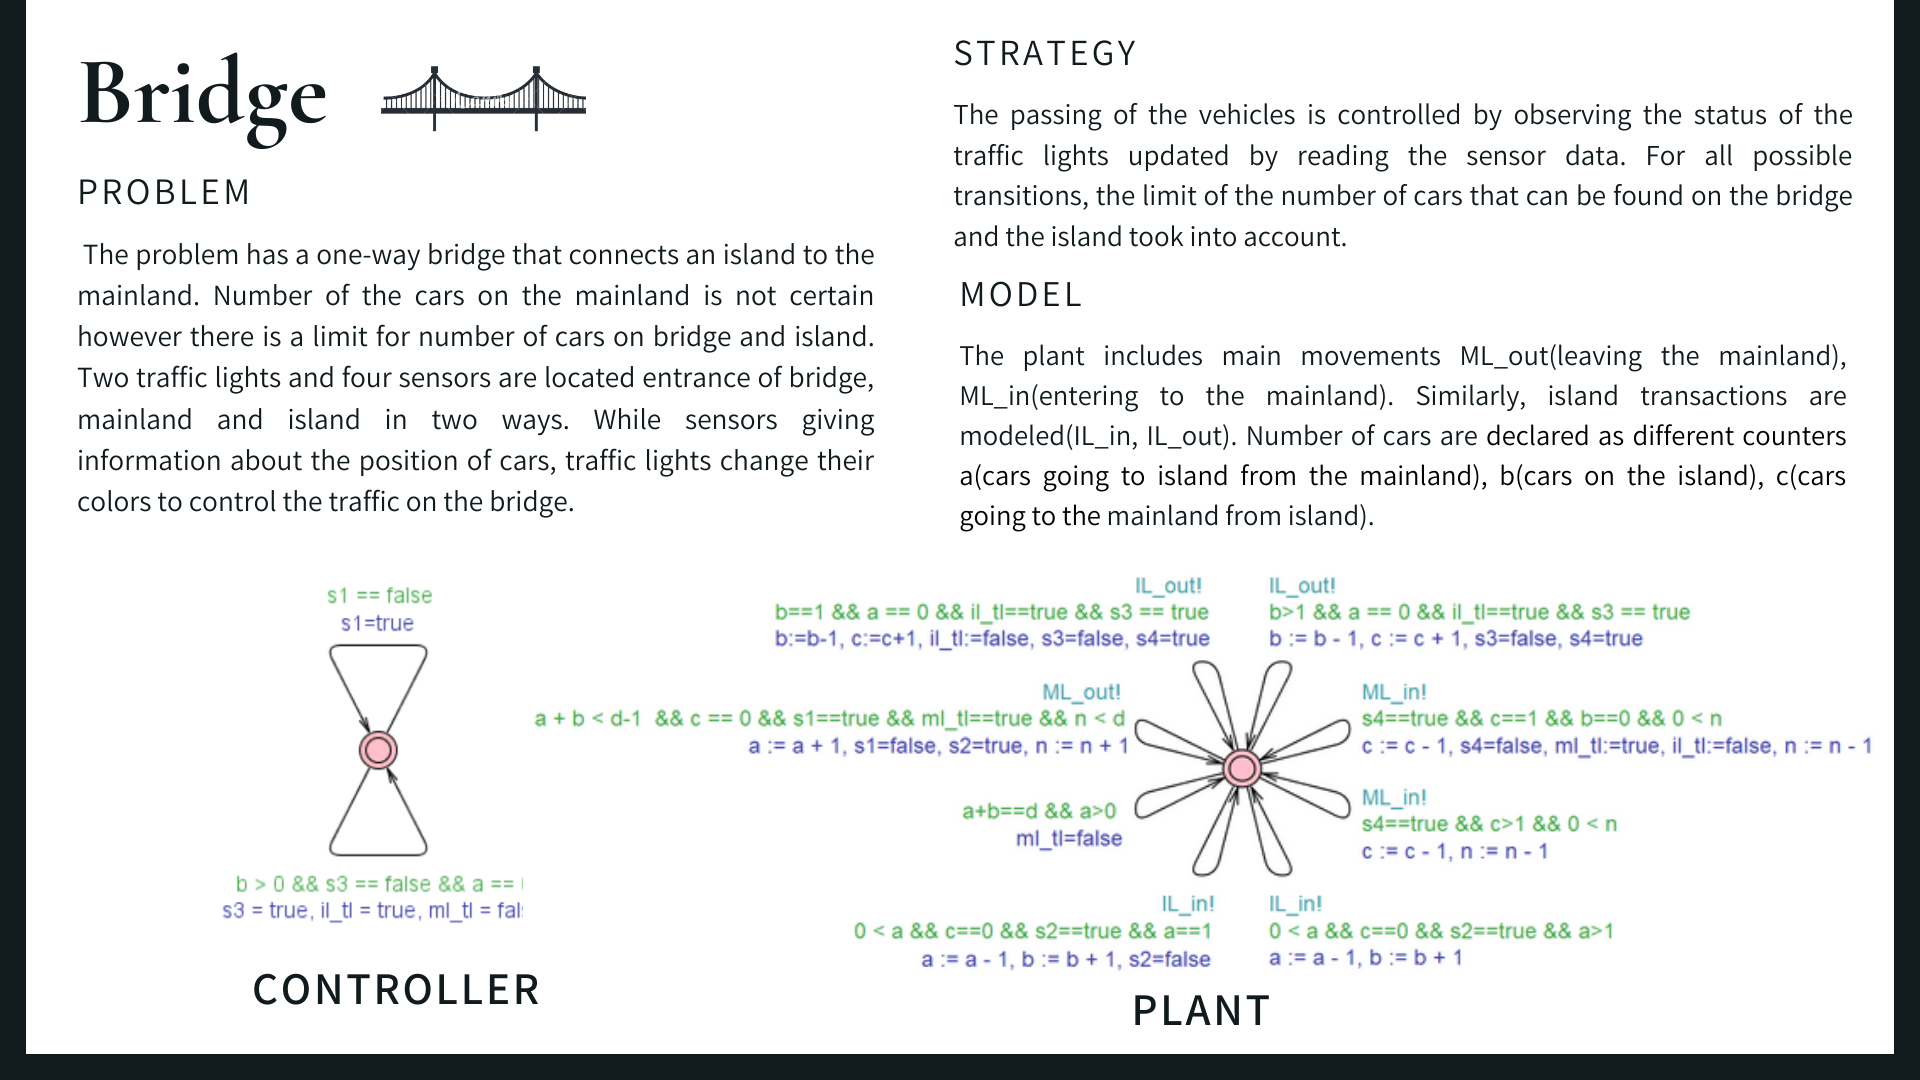 Bridge
PROBLEM
The problem has a one-way bridge that connects an island to the
mainland. Number of the cars on the mainland is not certain
however there is a limit for number of cars on bridge and island.
Two traffic lights and four sensors are located entrance of bridge,
mainland and island in two ways. While sensors giving
information about the position of cars, traffic lights change their
colors to control the traffic on the bridge.
STRATEGY
The passing of the vehicles is controlled by observing the status of the
traffic lights updated by reading the sensor data. For all possible
transitions, the limit of the number of cars that can be found on the bridge
and the island took into account.
MODEL
The plant includes main movements ML_out(leaving the mainland),
ML_in(entering to the mainland). Similarly, island transactions are
modeled(IL_in, IL_out). Number of cars are declared as different counters
a(cars going to island from the mainland), b(cars on the island), c(cars
going to the mainland from island).
s1 == false
s1=true
b > 0 && s3 == false && a ==
s3 = true, il_tl = true, ml_tl =
CONTROLLER
IL_out!
b==1 && a == 0 && il_tl==true && s3 == true
b:=b-1, c:=c+1, il_tl:=false, s3=false, s4=true
IL_out!
b>1 && a == 0 && il_tl==true && s3 == true
b := b - 1, c := c + 1, s3=false, s4=true
ML_out!
a + b < d-1 && c == 0 && s1==true && ml_tl==true && n < d
a := a + 1, s1=false, s2=true, n := n + 1
ML_in!
s4==true && c==1 && b==0 && 0 < n
c := c - 1, s4=false, ml_tl:=true, il_tl:=false, n := n - 1
a+b==d && a>0
ml_tl=false
ML_in!
s4==true && c>1 && 0 < n
c := c - 1, n := n - 1
IL_in!
0 < a && c==0 && s2==true && a==1
a := a - 1, b := b + 1, s2=false
IL_in!
0 < a && c==0 && s2==true && a>1
a := a - 1, b := b + 1
PLANT